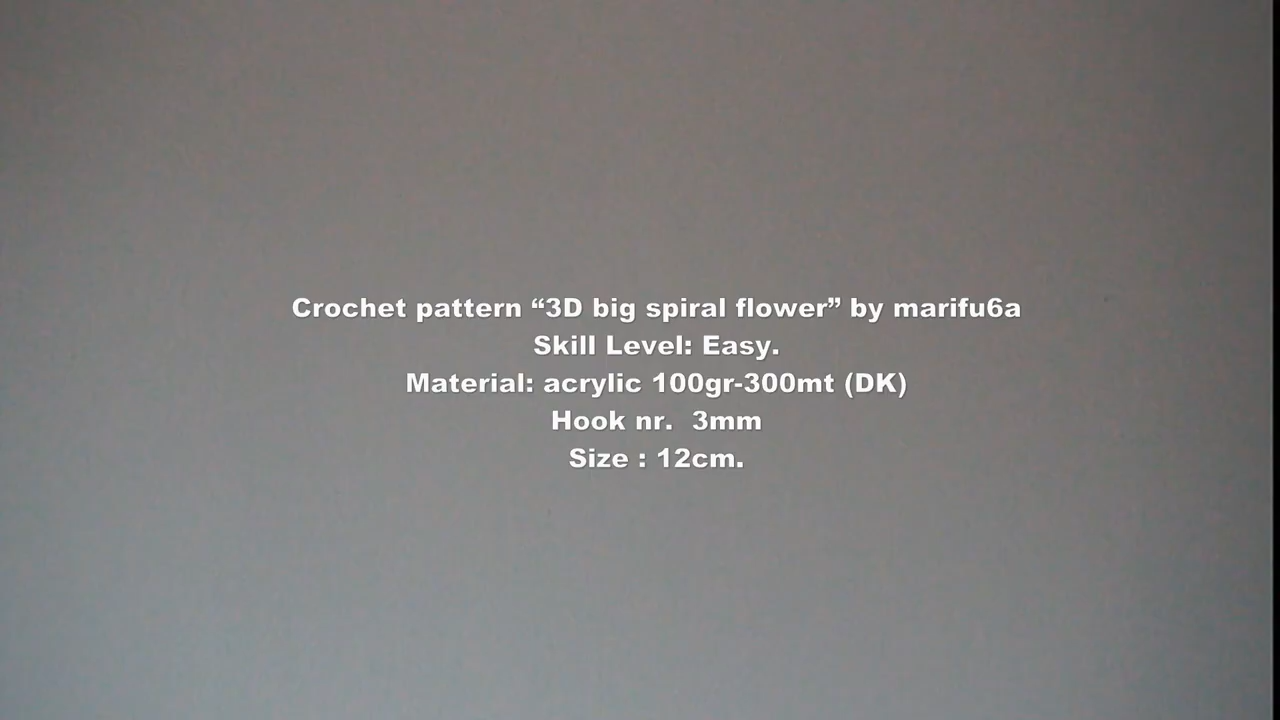 Crochet pattern “3D big spiral flower” by marifu6a
Skill Level: Easy.
Material: acrylic 100gr-300mt (DK)
Hook nr.  3mm
Size : 12cm.